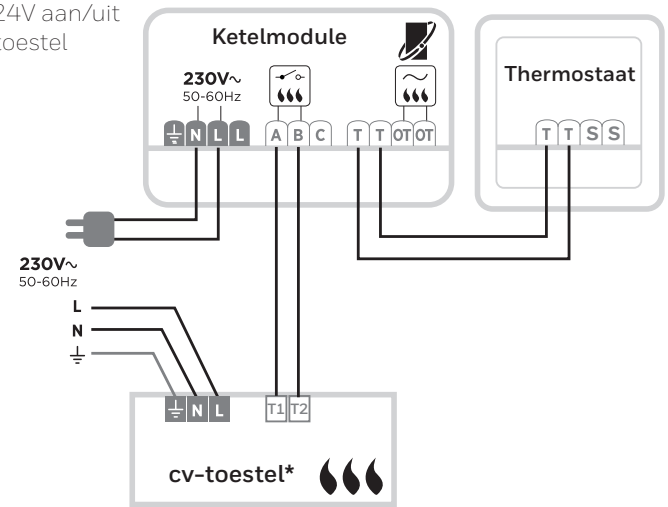 24V aan/uit
toestel
Ketelmodule
Thermostaat
230V~
50-60Hz
N L L A B C T T OT OT
T T S S
230V~
50-60Hz
L
N
N L T1 T2
cv-toestel*